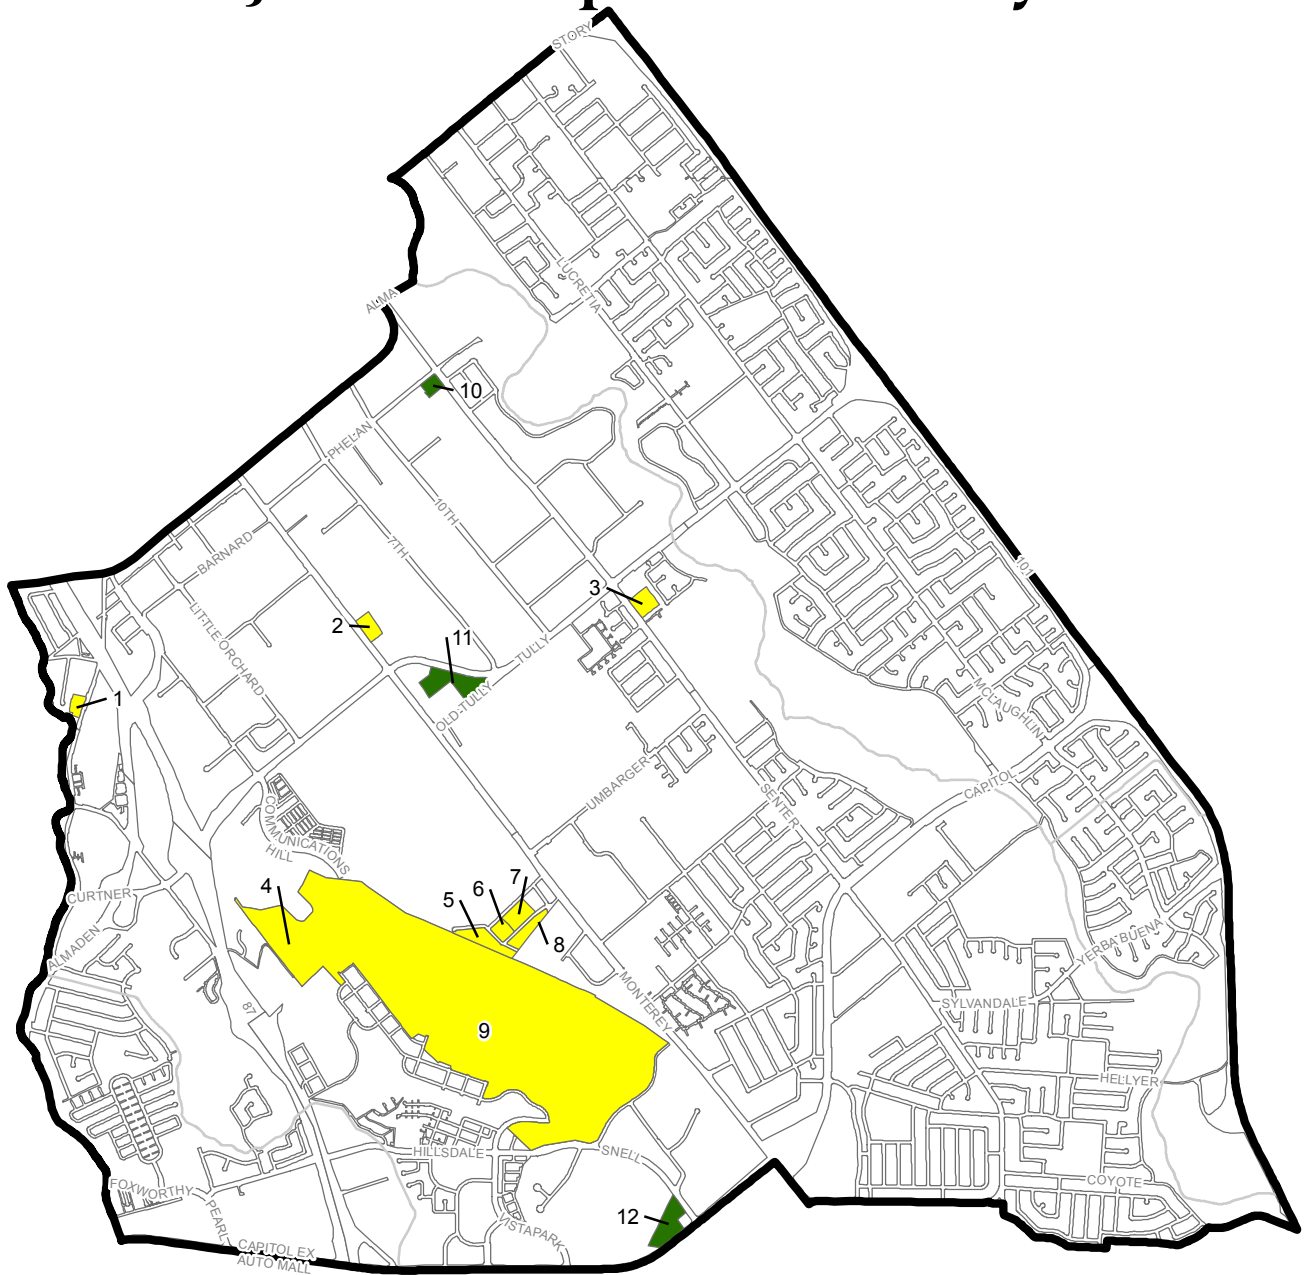 STORY
LUCRETIA
ALMA
10
PHELAN
10TH
BARNARD
7TH
101
3
LITTLEORCHARD
2
11
TULLY
OLD TULLY
1
MCLAUGHLIN
UMBARGER
SENTER
CAPITOL
COMMUNICATIONS
HILL
4
5
6
7
8
CURTNER
ALMADEN
YERBA BUENA
MONTEREY
SYLVANDALE
87
9
HELLYER
HILLSDALE
SNELL
FOXWORTHY
PEARL
COYOTE
12
VISTAPARK
CAPITOL EX
AUTO MALL